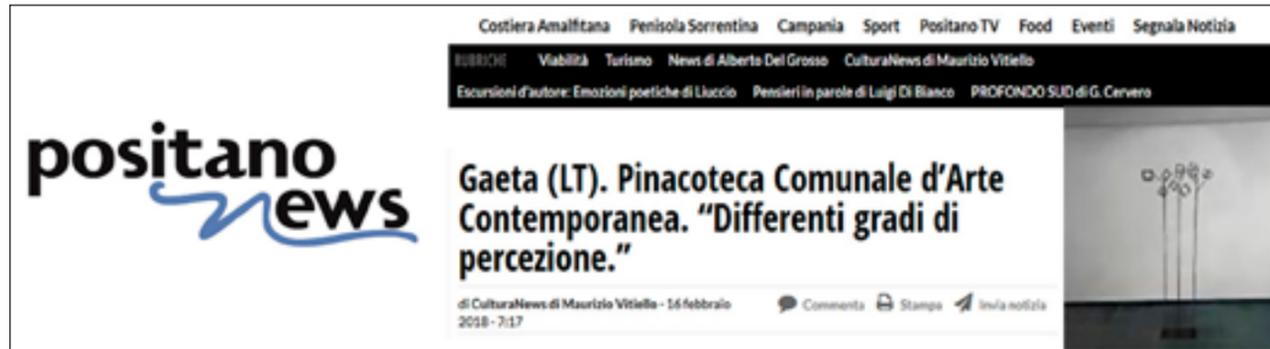 positano
news
Costiera Amalfitana Penisola Sorrentina Campania Sport Positano TV Food Eventi Segnala Notizia
RUBRICHE Viabilità Turismo News di Alberto Del Grosso CulturaNews di Maurizio Vitiello
Escursioni d'autore: Emozioni poetiche di Liuccio Pensieri in parole di Luigi Di Bianco PROFONDO SUD di G. Cervero
Gaeta (LT). Pinacoteca Comunale d’Arte
Contemporanea. “Differenti gradi di
percezione.”
di CulturaNews di Maurizio Vitiello - 16 febbraio
2018 - 7:17
Commenta Stampa Invia notizia